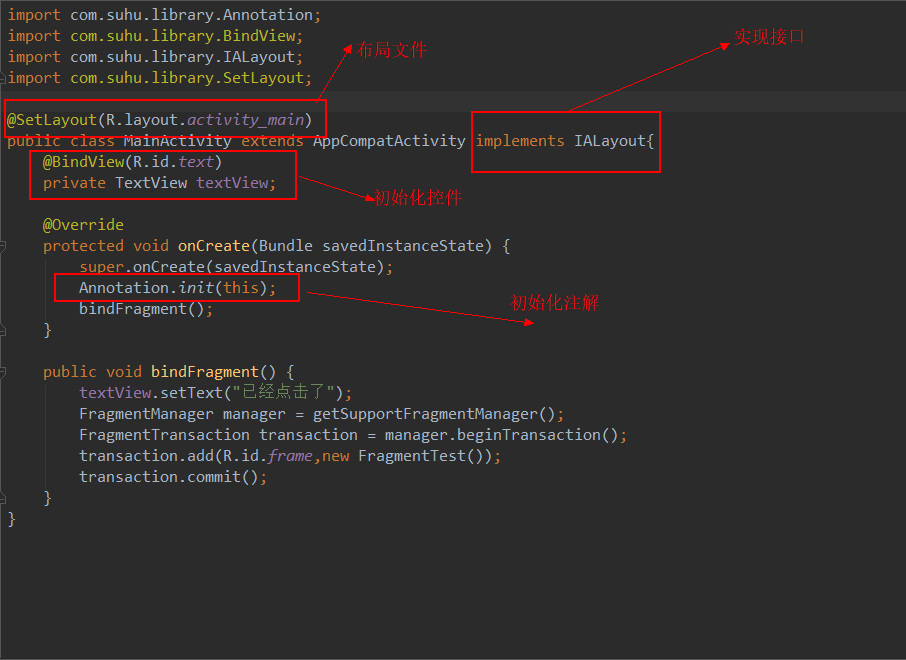 import com.suhu.library.Annotation;
import com.suhu.library.BindView;
import com.suhu.library.IALayout;
import com.suhu.library.SetLayout;
布局文件
实现接口
@SetLayout(R.layout.activity_main)
public class MainActivity extends AppCompatActivity implements IALayout{
@BindView(R.id.text)
private TextView textView;
初始化控件
@Override
protected void onCreate(Bundle savedInstanceState) {
super.onCreate(savedInstanceState);
Annotation.init(this);
初始化注解
bindFragment();
}
public void bindFragment() {
textView.setText("已经点击了");
FragmentManager manager = getSupportFragmentManager();
FragmentTransaction transaction = manager.beginTransaction();
transaction.add(R.id.frame,new FragmentTest());
transaction.commit();
}
}